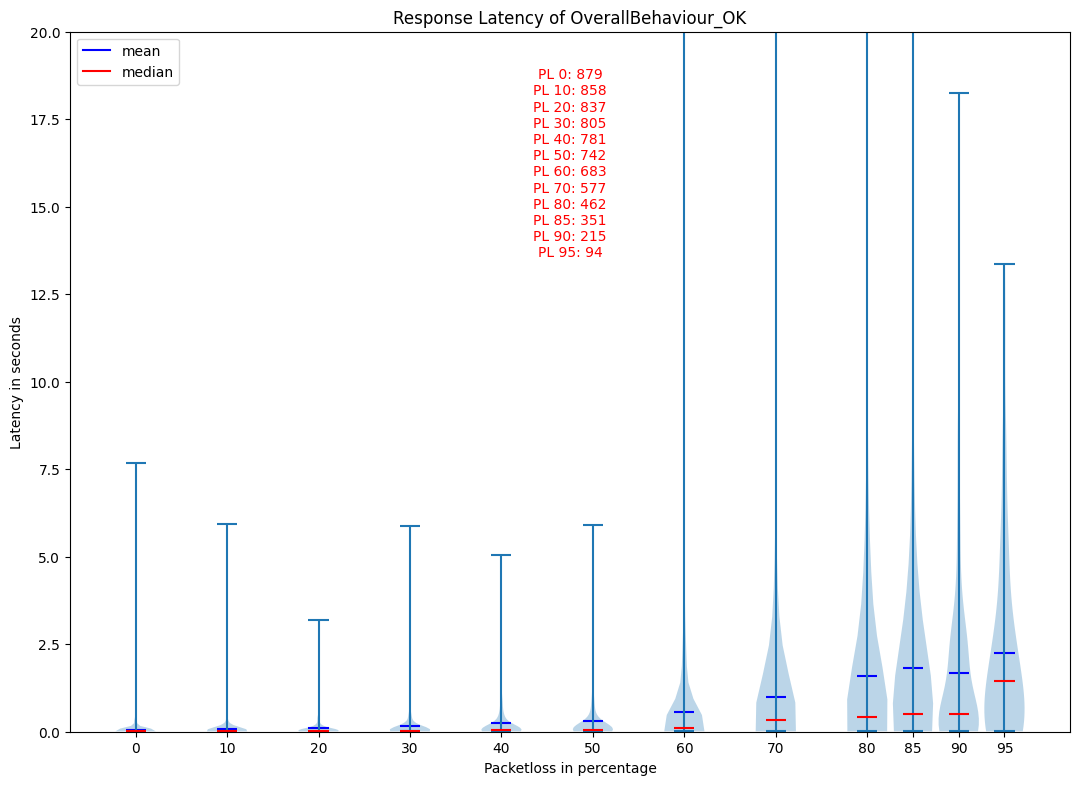 Response Latency of OverallBehaviour_OK
mean
median
PL 0: 879
PL 10: 858
PL 20: 837
PL 30: 805
PL 40: 781
PL 50: 742
PL 60: 683
PL 70: 577
PL 80: 462
PL 85: 351
PL 90: 215
PL 95: 94
Latency in seconds
20.0
17.5
15.0
12.5
10.0
7.5
5.0
2.5
0.0
0 10 20 30 40 50 60 70 80 85 90 95
Packetloss in percentage